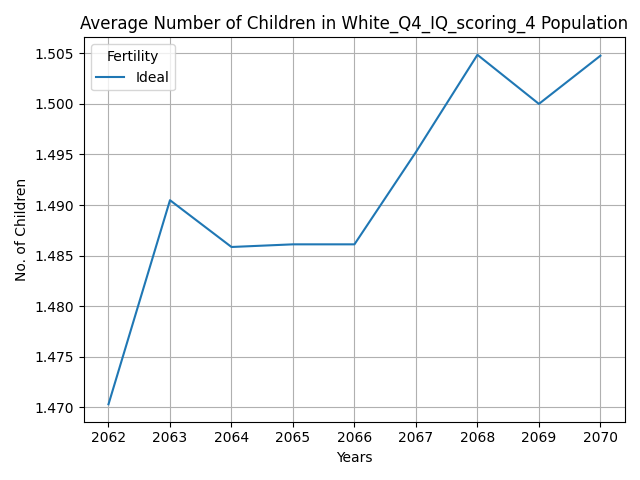 Average Number of Children in White_Q4_IQ_scoring_4 Population
1.505
1.500
1.495
1.490
1.485
1.480
1.475
1.470
No. of Children
Fertility
Ideal
2062 2063 2064 2065 2066 2067 2068 2069 2070
Years